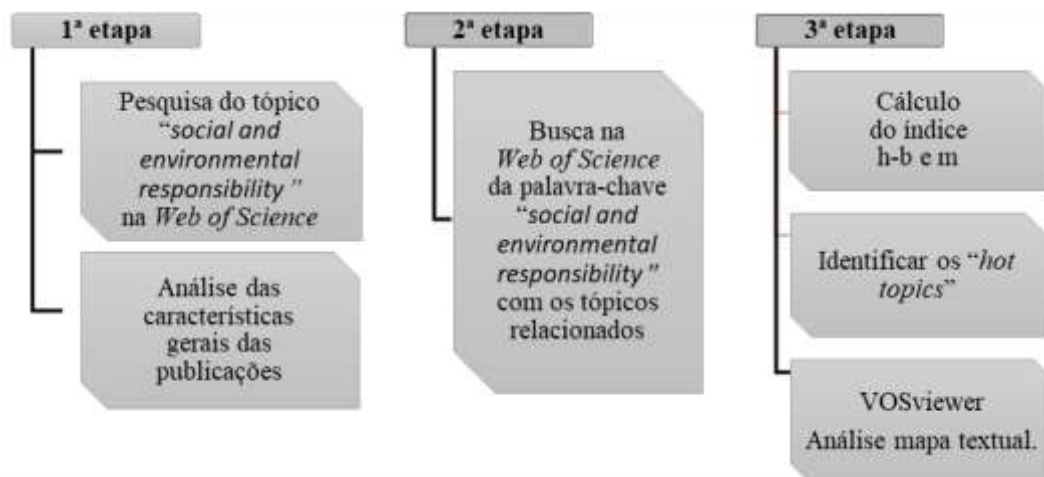 1ª etapa
Pesquisa do tópico
“social and
environmental
responsibility ”
na Web of Science
Análise das
características
gerais das
publicações
2ª etapa
Busca na
Web of Science
da palavra-chave
“social and
environmental
responsibility ”
com os tópicos
relacionados
3ª etapa
Cálculo
do índice
h-b e m
Identificar os “hot
topics”
VOSviewer
Análise mapa textual.